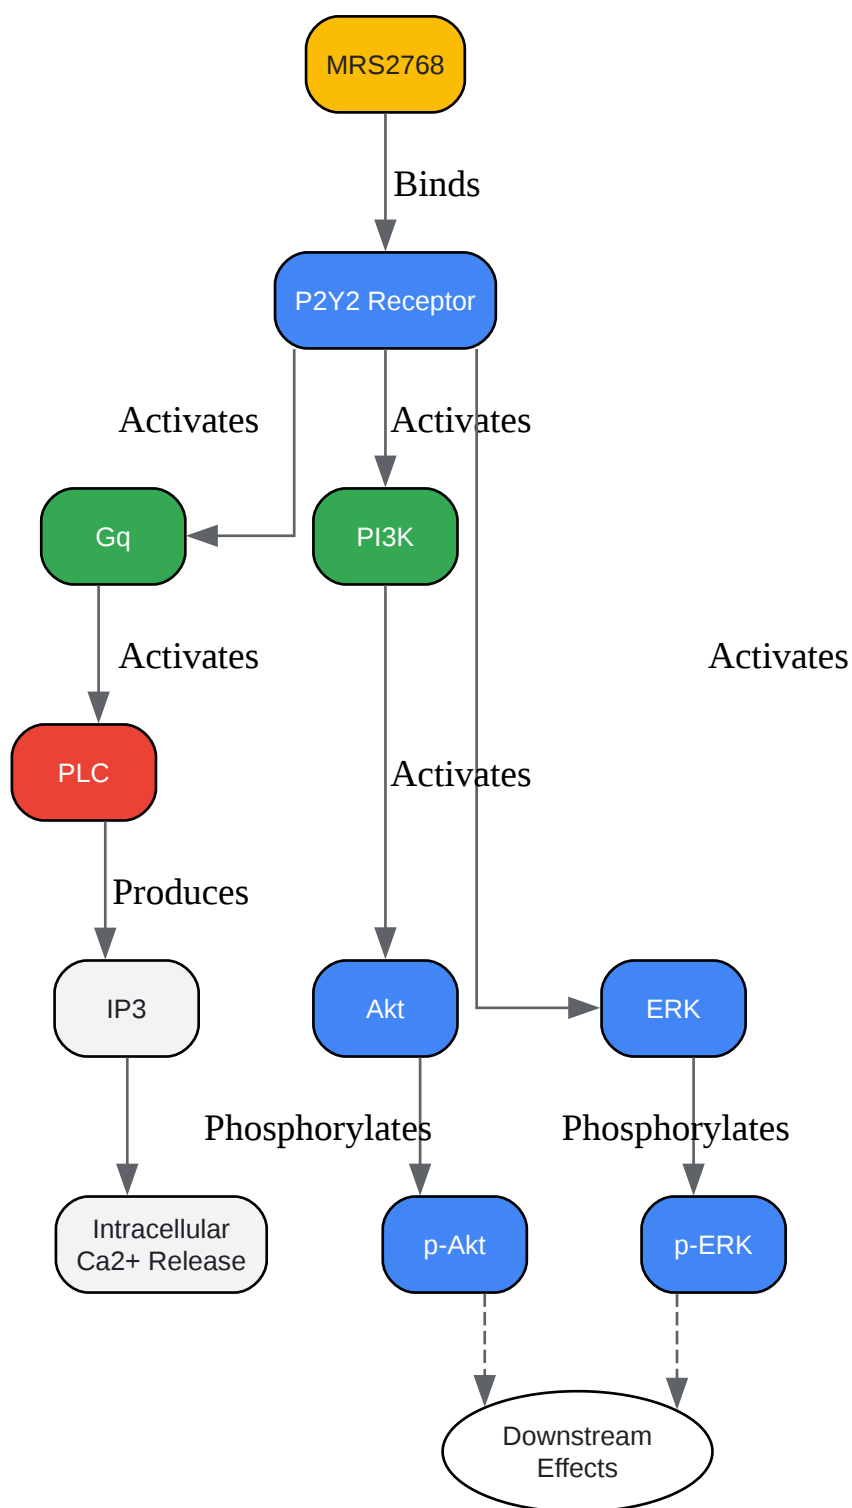 MRS2768
Binds
P2Y2 Receptor
Activates
Activates
Gq
PI3K
Activates
Activates
PLC
Activates
Produces
IP3
Akt
ERK
Phosphorylates
Phosphorylates
Intracellular
Ca2+ Release
p-Akt
p-ERK
Downstream
Effects